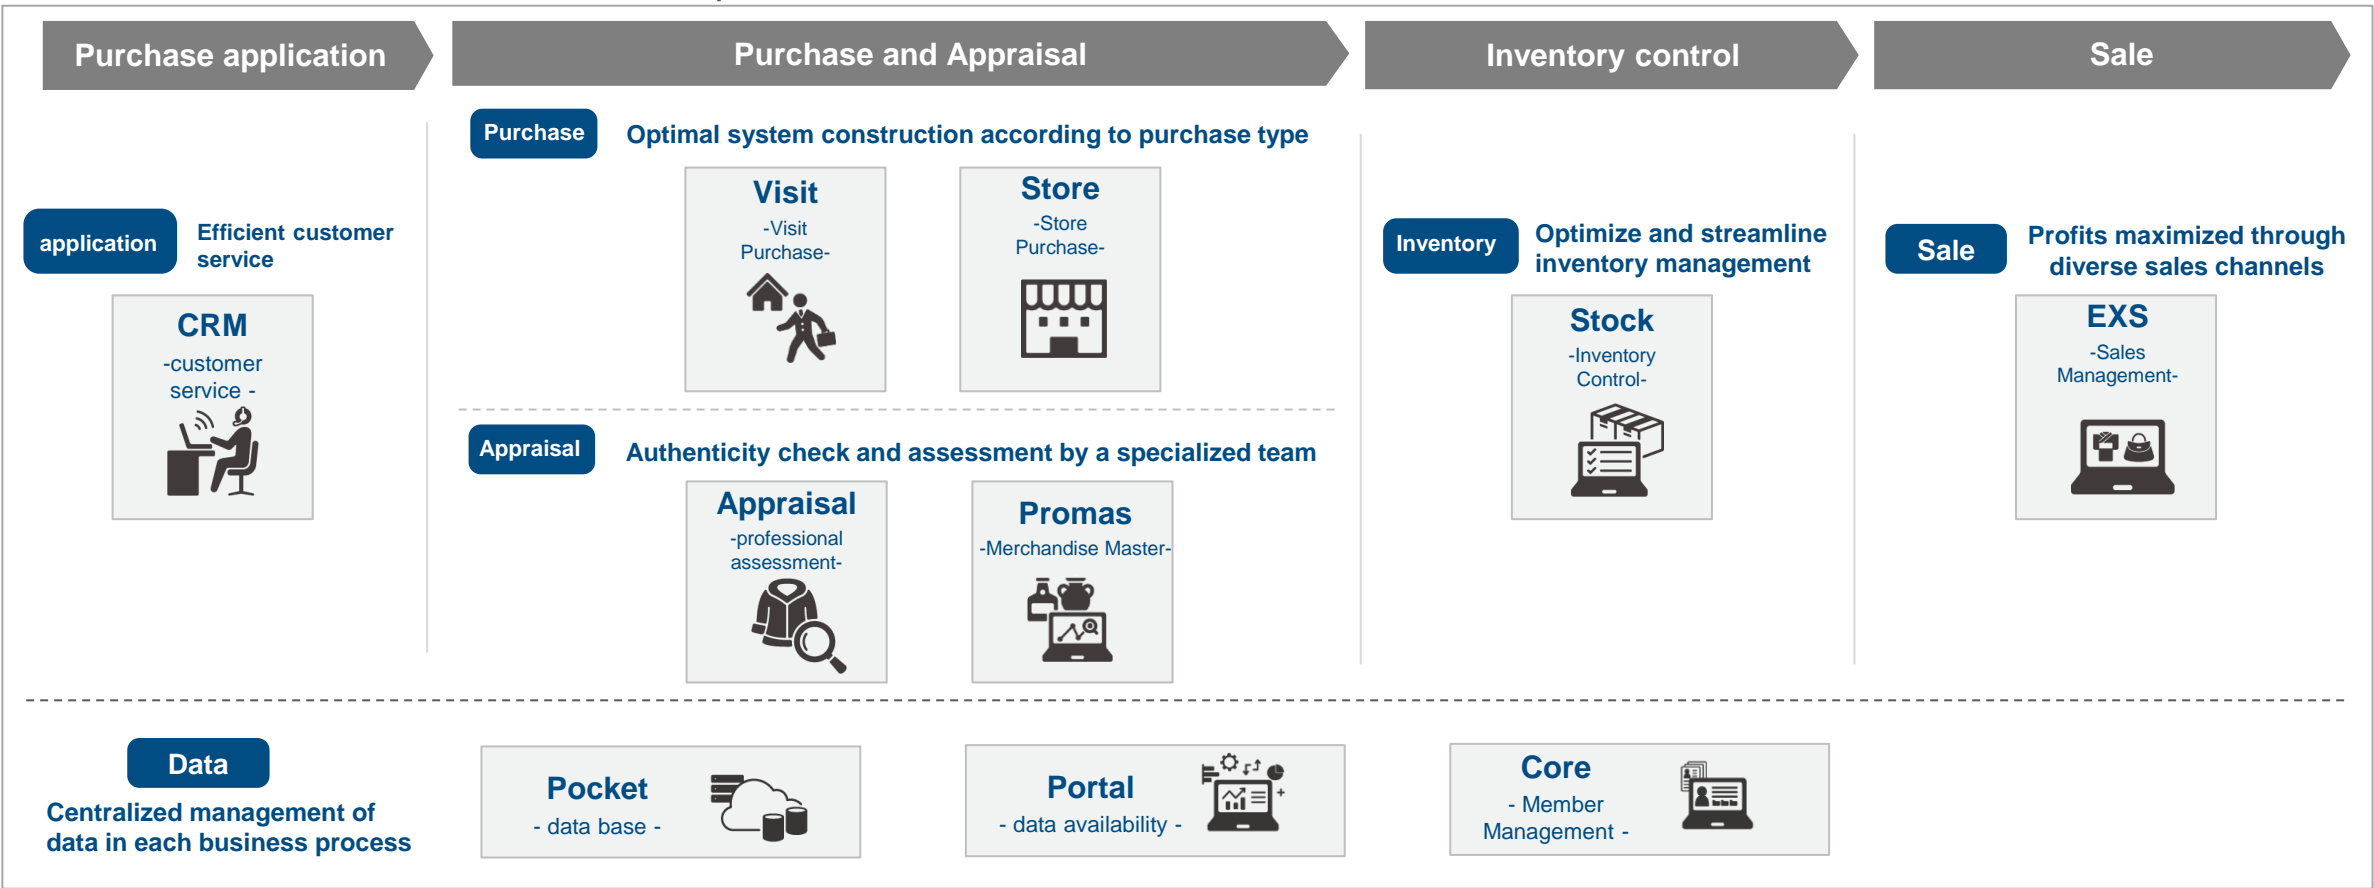 Purchase application
Purchase and Appraisal
Inventory control
Sale
Purchase
Optimal system construction according to purchase type
Visit
-Visit
Purchase-
Store
-Store
Purchase-
application
Efficient customer
service
CRM
-customer
service -
Inventory
Optimize and streamline
inventory management
Stock
-Inventory
Control-
Sale
Profits maximized through
diverse sales channels
EXS
-Sales
Management-
Appraisal
Authenticity check and assessment by a specialized team
Appraisal
-professional
assessment-
Promas
-Merchandise Master-
Data
Centralized management of
data in each business process
Pocket
- data base -
Portal
- data availability -
Core
- Member
Management -